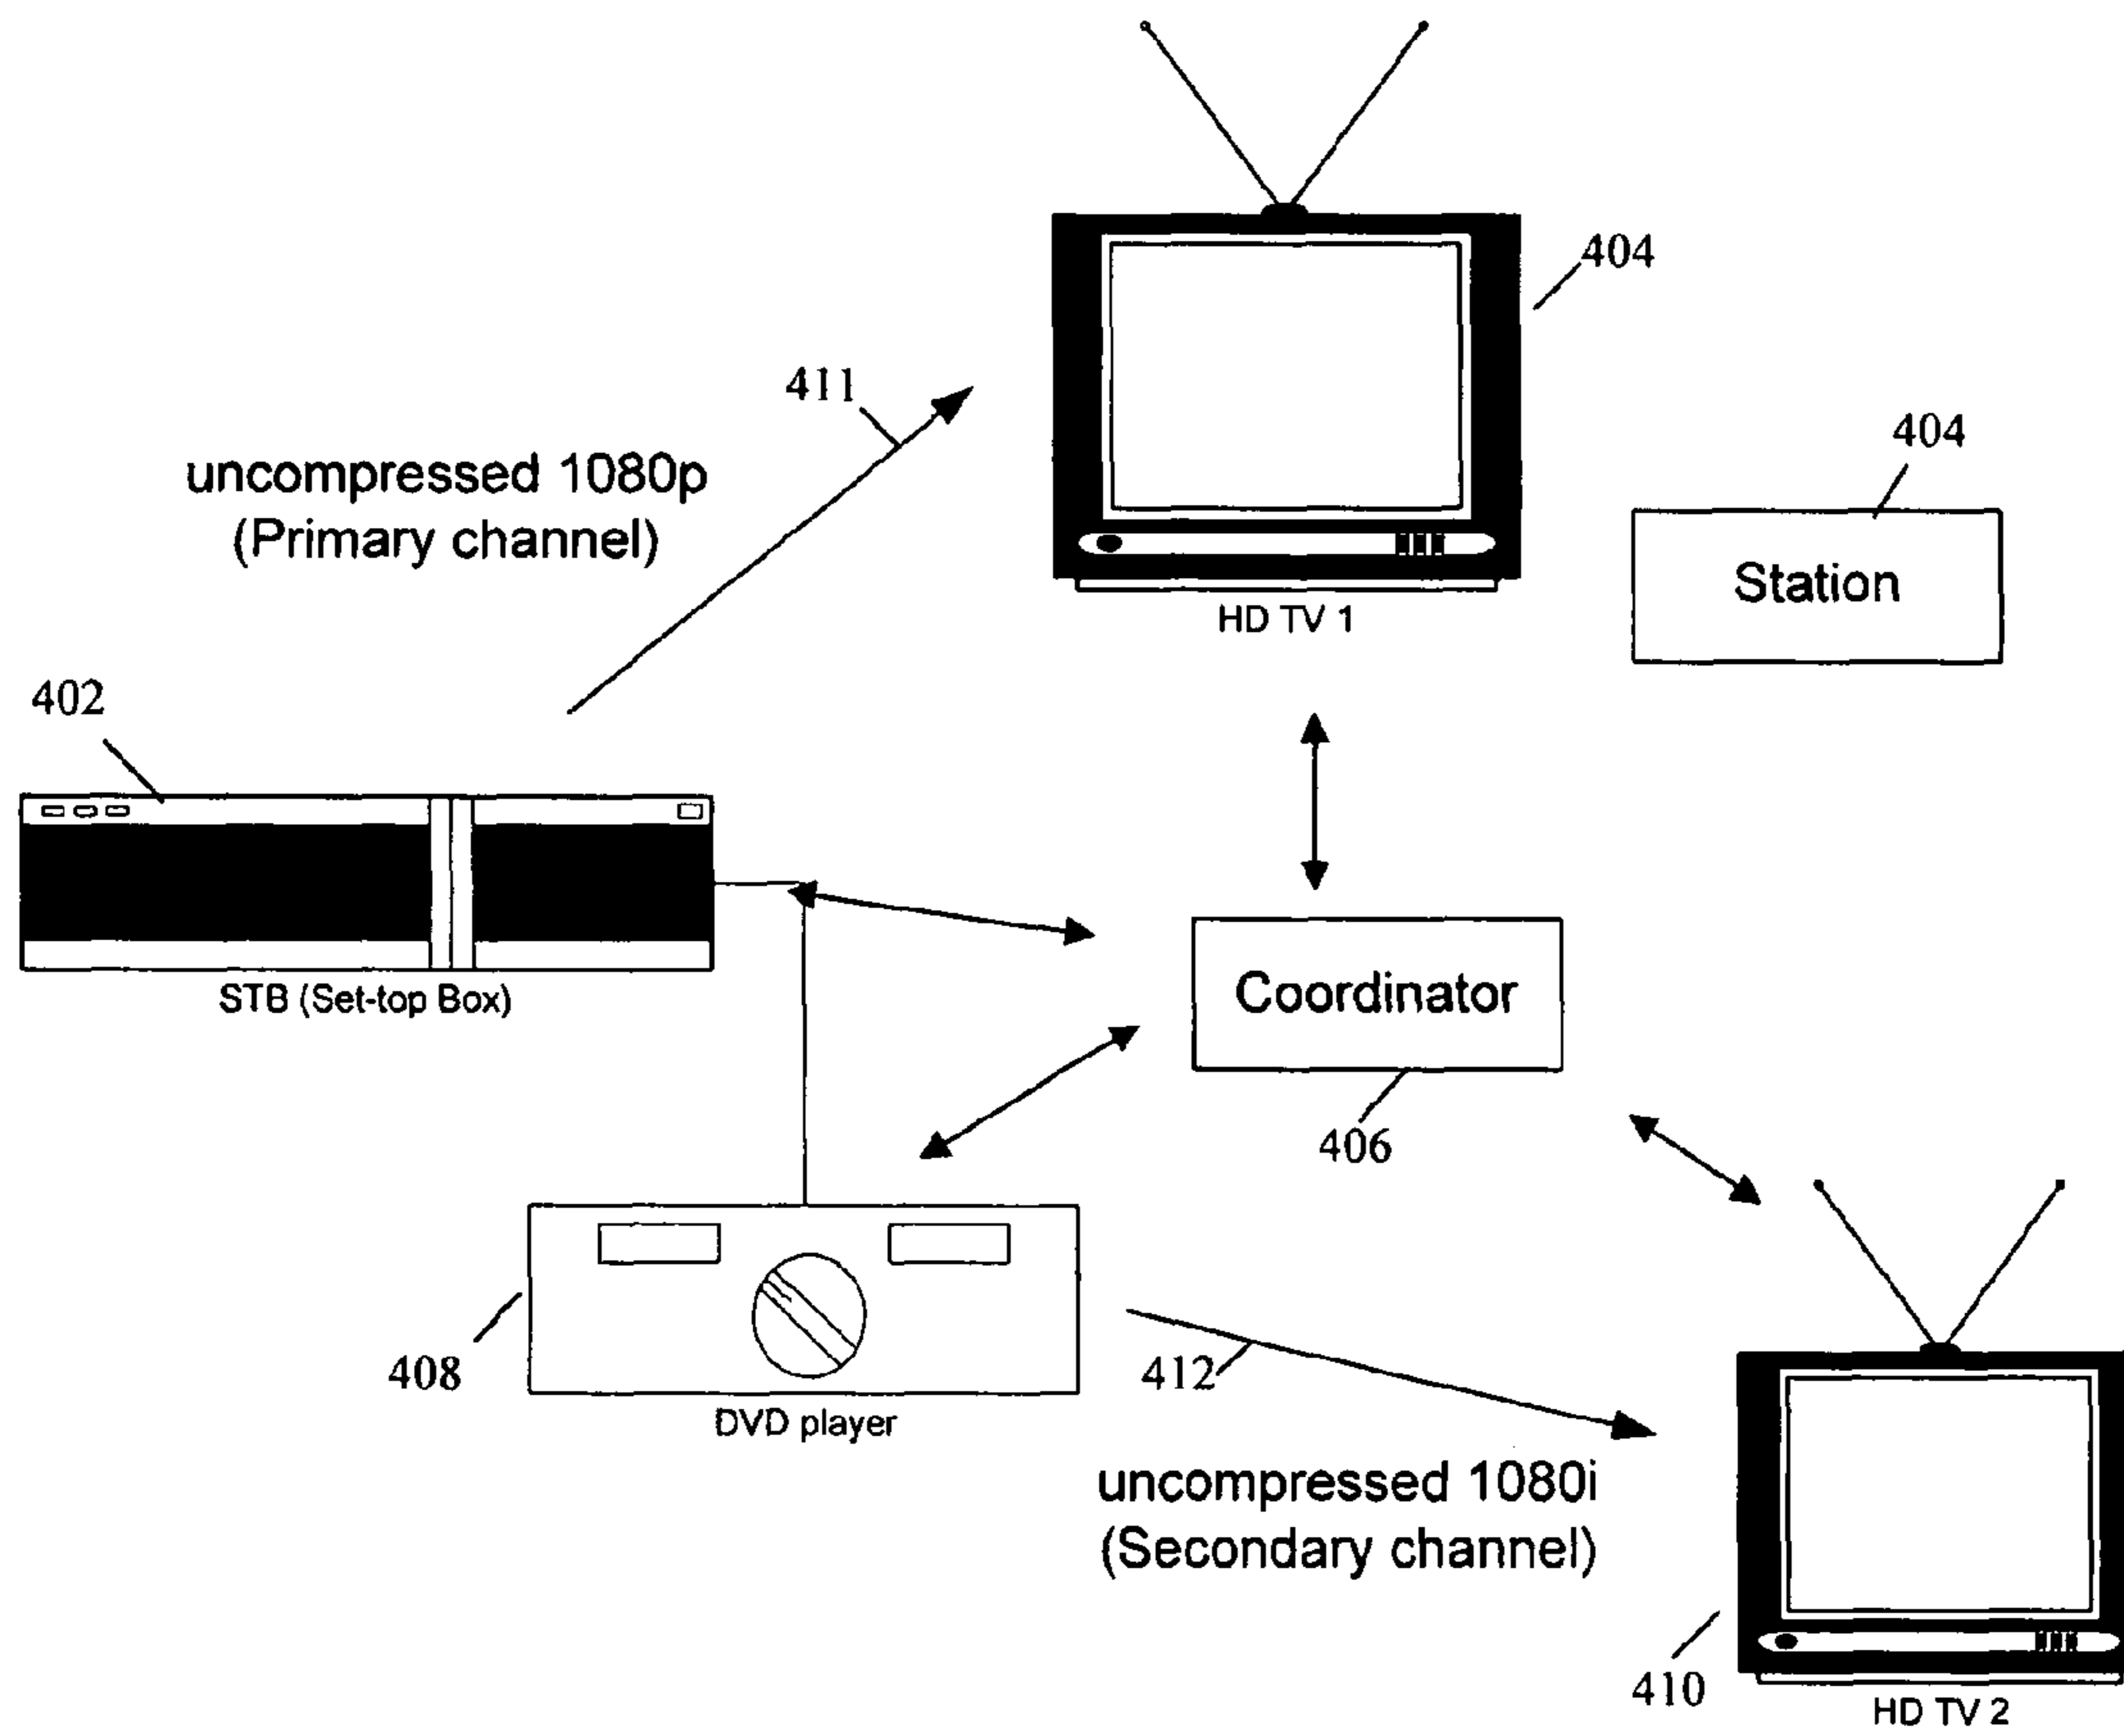 404
411
uncompressed 1080p
(Primary channel)
404
Station
HD TV 1
402
STB (Set-top Box)
Coordinator
406
408
DVD player
412
uncompressed 1080i
(Secondary channel)
410
HD TV 2